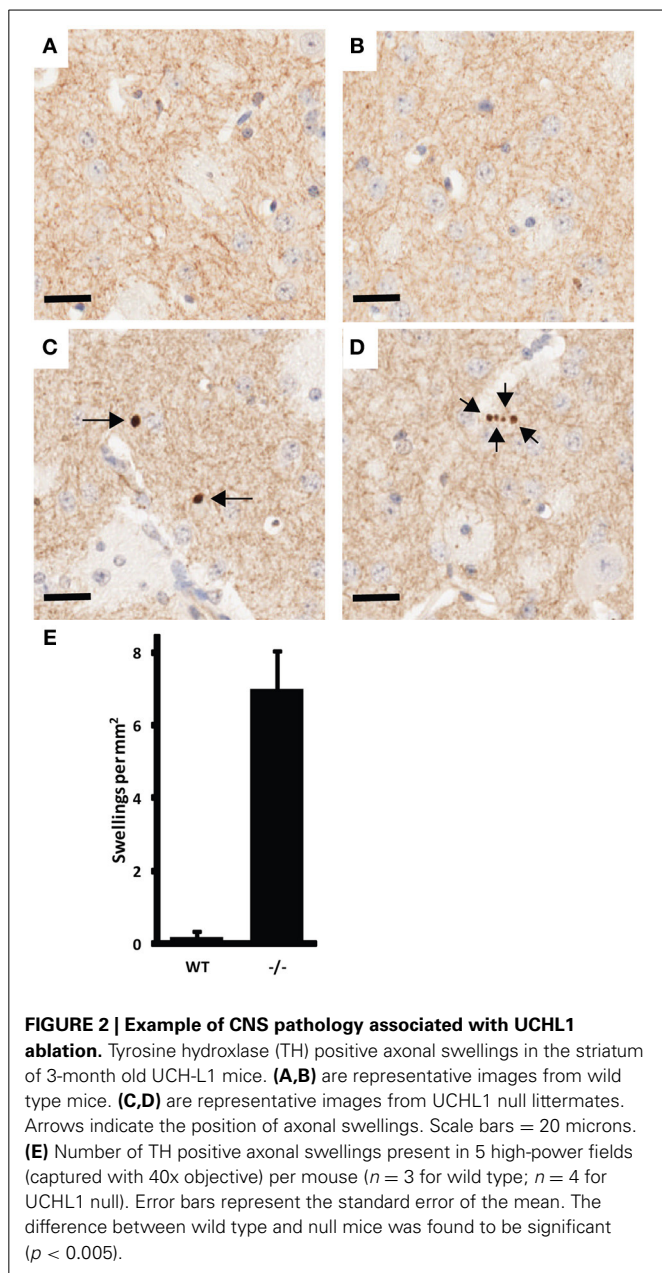 A
B
C
D
E
8
6
4
2
0
Swellings per mm²
WT
-/-
FIGURE 2 | Example of CNS pathology associated with UCHL1
ablation. Tyrosine hydroxlase (TH) positive axonal swellings in the striatum
of 3-month old UCH-L1 mice. (A,B) are representative images from wild
type mice. (C,D) are representative images from UCHL1 null littermates.
Arrows indicate the position of axonal swellings. Scale bars = 20 microns.
(E) Number of TH positive axonal swellings present in 5 high-power fields
(captured with 40x objective) per mouse (n = 3 for wild type; n = 4 for
UCHL1 null). Error bars represent the standard error of the mean. The
difference between wild type and null mice was found to be significant
(p < 0.005).